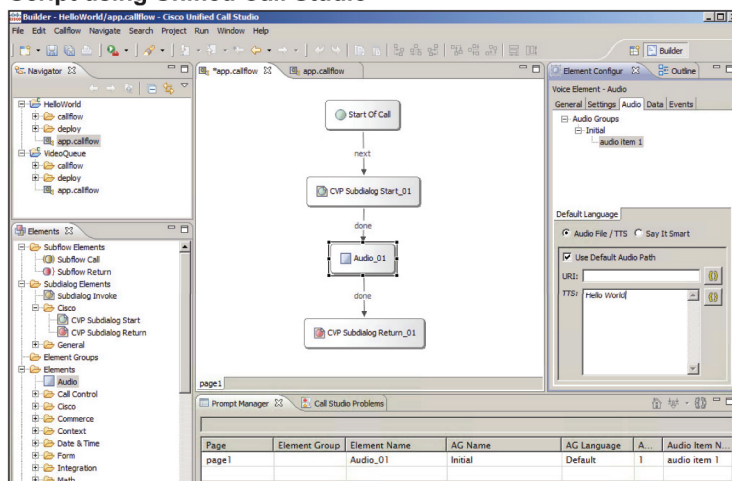 Script using Unified Call Studio
Builder - HelloWorld/app.callflow - Cisco Unified Call Studio
File Edit Callflow Navigate Search Project Run Window Help
Builder
Navigator
HelloWorld
callflow
deploy
app.callflow
VideoQueue
callflow
deploy
app.callflow
Elements
Subflow Elements
Subflow Call
Subflow Return
Subdialog Elements
Subdialog Invoke
Cisco
CVP Subdialog Start
CVP Subdialog Return
General
Element Groups
Elements
Audio
Call Control
Cisco
Commerce
Context
Date & Time
Form
Integration
Math
*app.callflow app.callflow
Start Of Call
next
CVP Subdialog Start_01
done
Audio_01
done
CVP Subdialog Return_01
page1
Element Configur Outline
Voice Element - Audio
General Settings Audio Data Events
Audio Groups
Initial
audio item 1
Default Language
Audio File / TTS Say It Smart
Use Default Audio Path
URI:
TTS: Hello World
Prompt Manager Call Studio Problems
Page Element Group Element Name AG Name AG Language A... Audio Item N...
page1 Audio_01 Initial Default 1 audio item 1